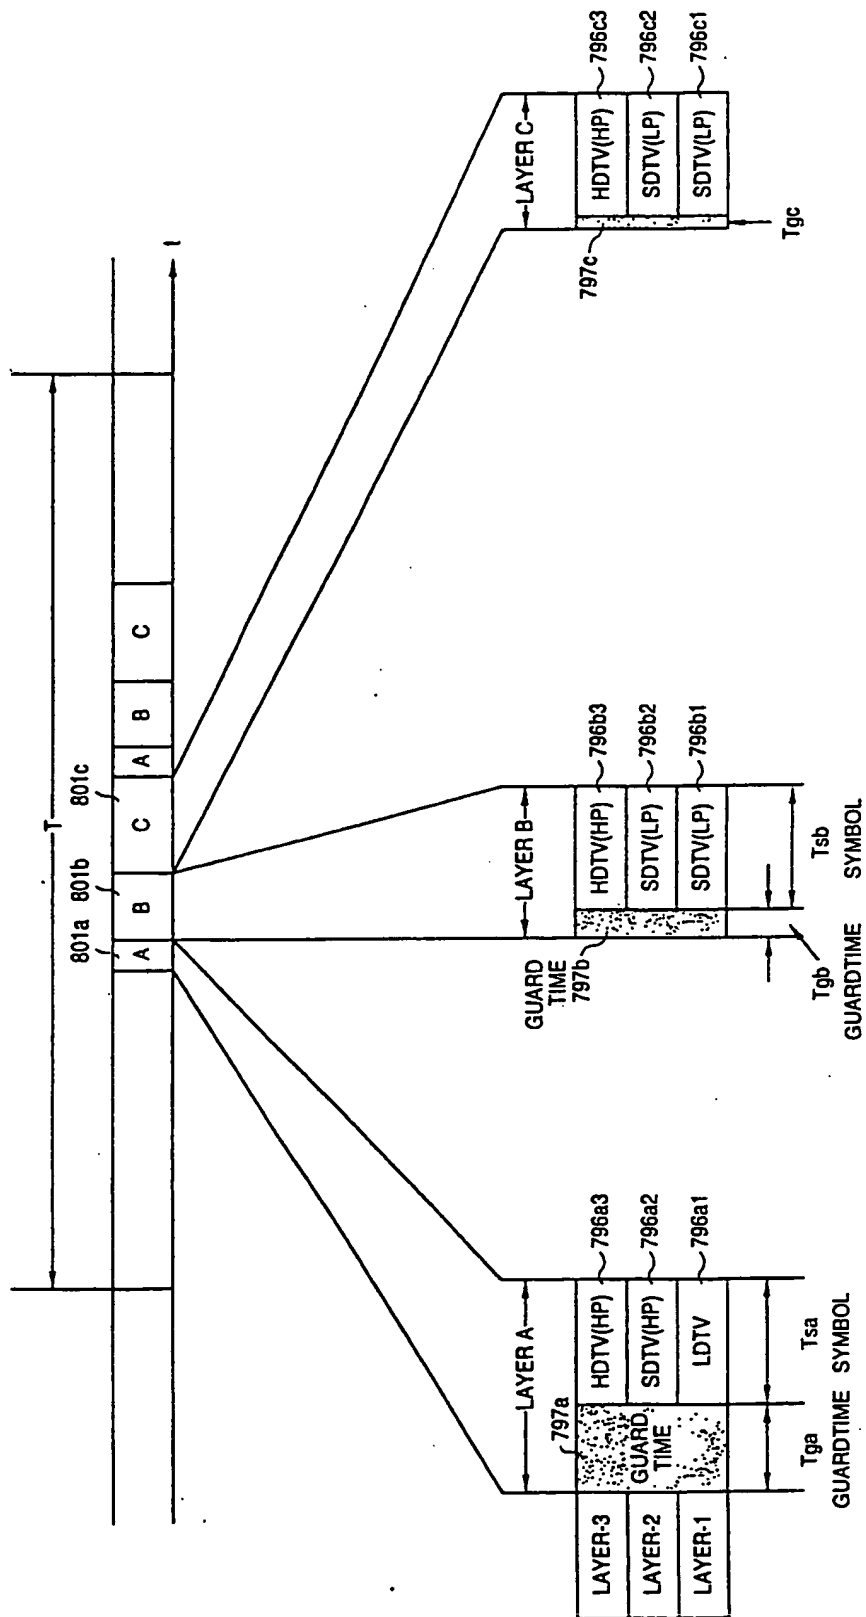 T
801a 801b 801c
A B C A B C
t
LAYER A
797a
GUARD
TIME
LAYER-3
LAYER-2
LAYER-1
HDTV(HP) 796a3
SDTV(HP) 796a2
LDTV 796a1
Tga
GUARDTIME
Tsa
SYMBOL
LAYER B
GUARD
TIME
797b
HDTV(HP) 796b3
SDTV(LP) 796b2
SDTV(LP) 796b1
Tgb
GUARDTIME
Tsb
SYMBOL
LAYER C
797c
HDTV(HP) 796c3
SDTV(LP) 796c2
SDTV(LP) 796c1
Tgc